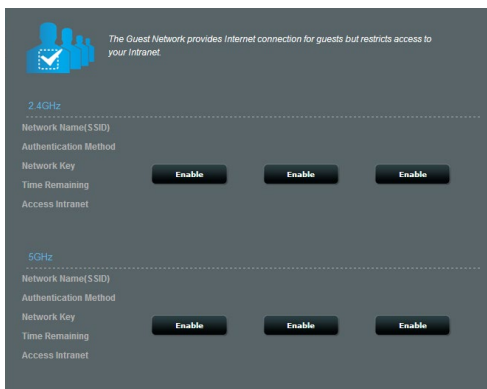 The Guest Network provides Internet connection for guests but restricts access to
your Intranet.
2.4GHz
Network Name(SSID)
Authentication Method
Network Key
Enable Enable Enable
Time Remaining
Access Intranet
5GHz
Network Name(SSID)
Authentication Method
Network Key
Enable Enable Enable
Time Remaining
Access Intranet